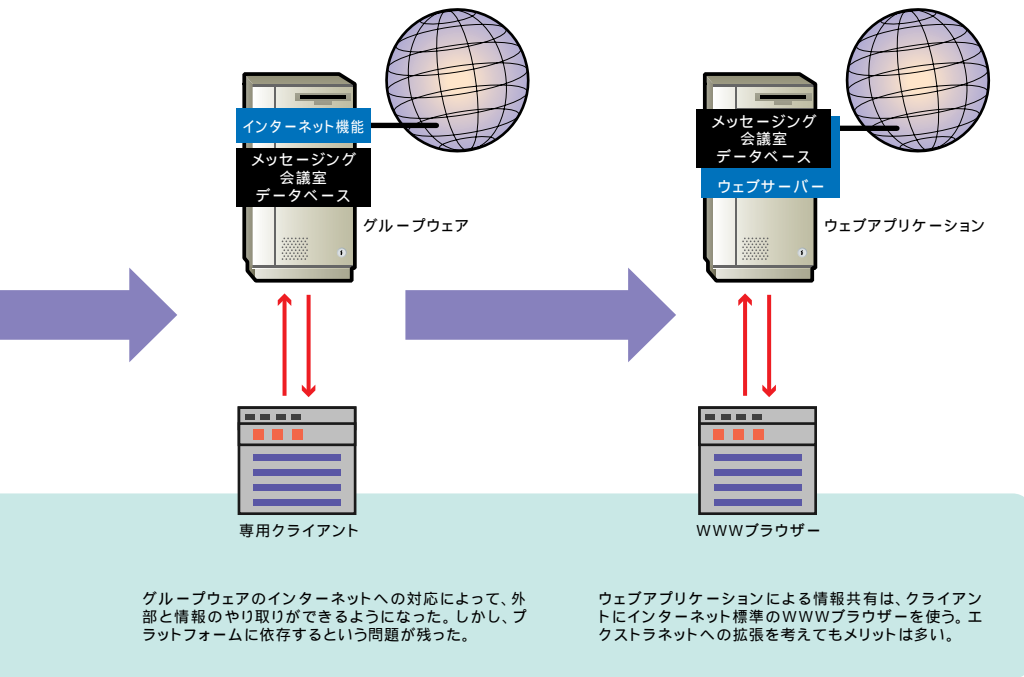 インターネット機能
メッセージング
会議室
データベース
グループウェア
専用クライアント
グループウェアのインターネットへの対応によって、外
部と情報のやり取りができるようになった。しかし、プ
ラットフォームに依存するという問題が残った。
メッセージング
会議室
データベース
ウェブサーバー
ウェブアプリケーション
WWWブラウザー
ウェブアプリケーションによる情報共有は、クライアン
トにインターネット標準のWWWブラウザーを使う。エ
クストラネットへの拡張を考えてもメリットは多い。